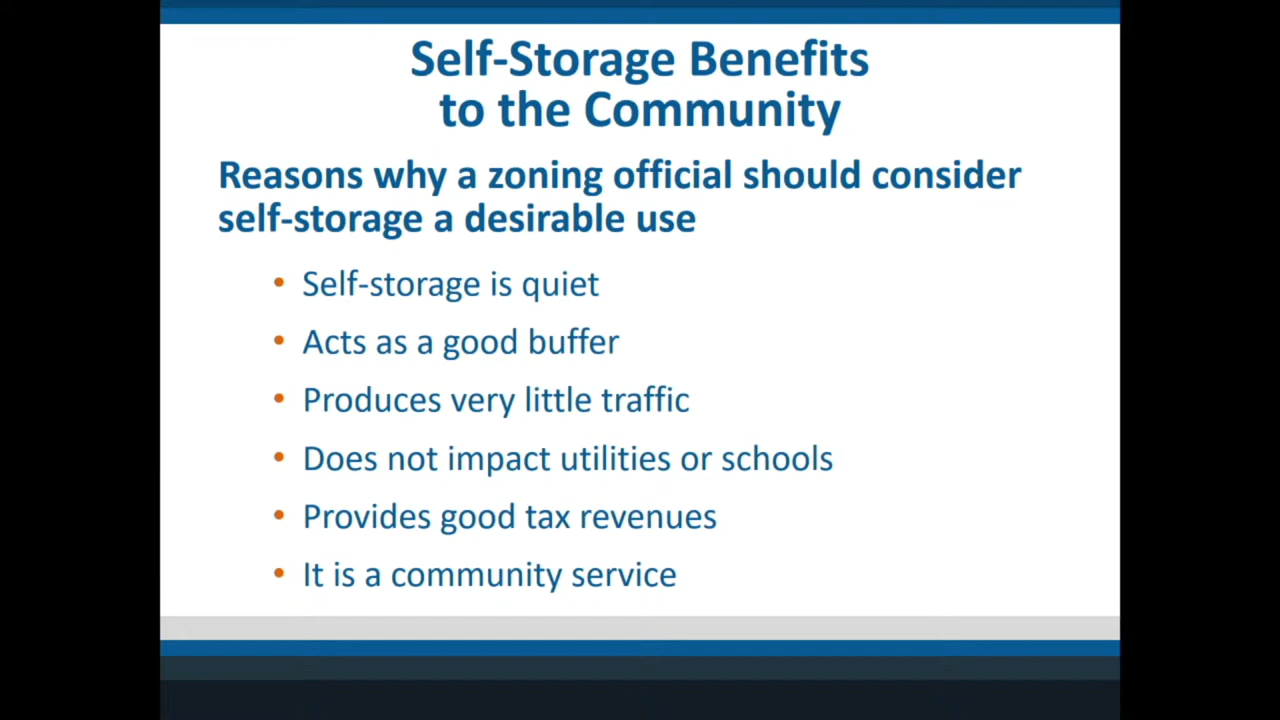 Self-Storage Benefits
to the Community
Reasons why a zoning official should consider
self-storage a desirable use
• Self-storage is quiet
• Acts as a good buffer
• Produces very little traffic
• Does not impact utilities or schools
• Provides good tax revenues
• It is a community service